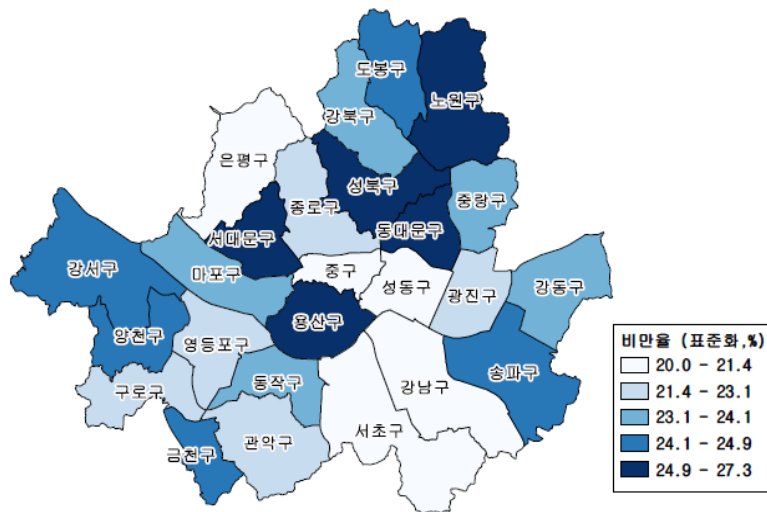 도봉구
노원구
강북구
은평구
성북구
종로구
중랑구
서대문구
동대문구
강서구
마포구
중구
성동구
광진구
강동구
양천구
영등포구
용산구
구로구
동작구
강남구
송파구
금천구
관악구
서초구
비만율 (표준화,%)
20.0 - 21.4
21.4 - 23.1
23.1 - 24.1
24.1 - 24.9
24.9 - 27.3